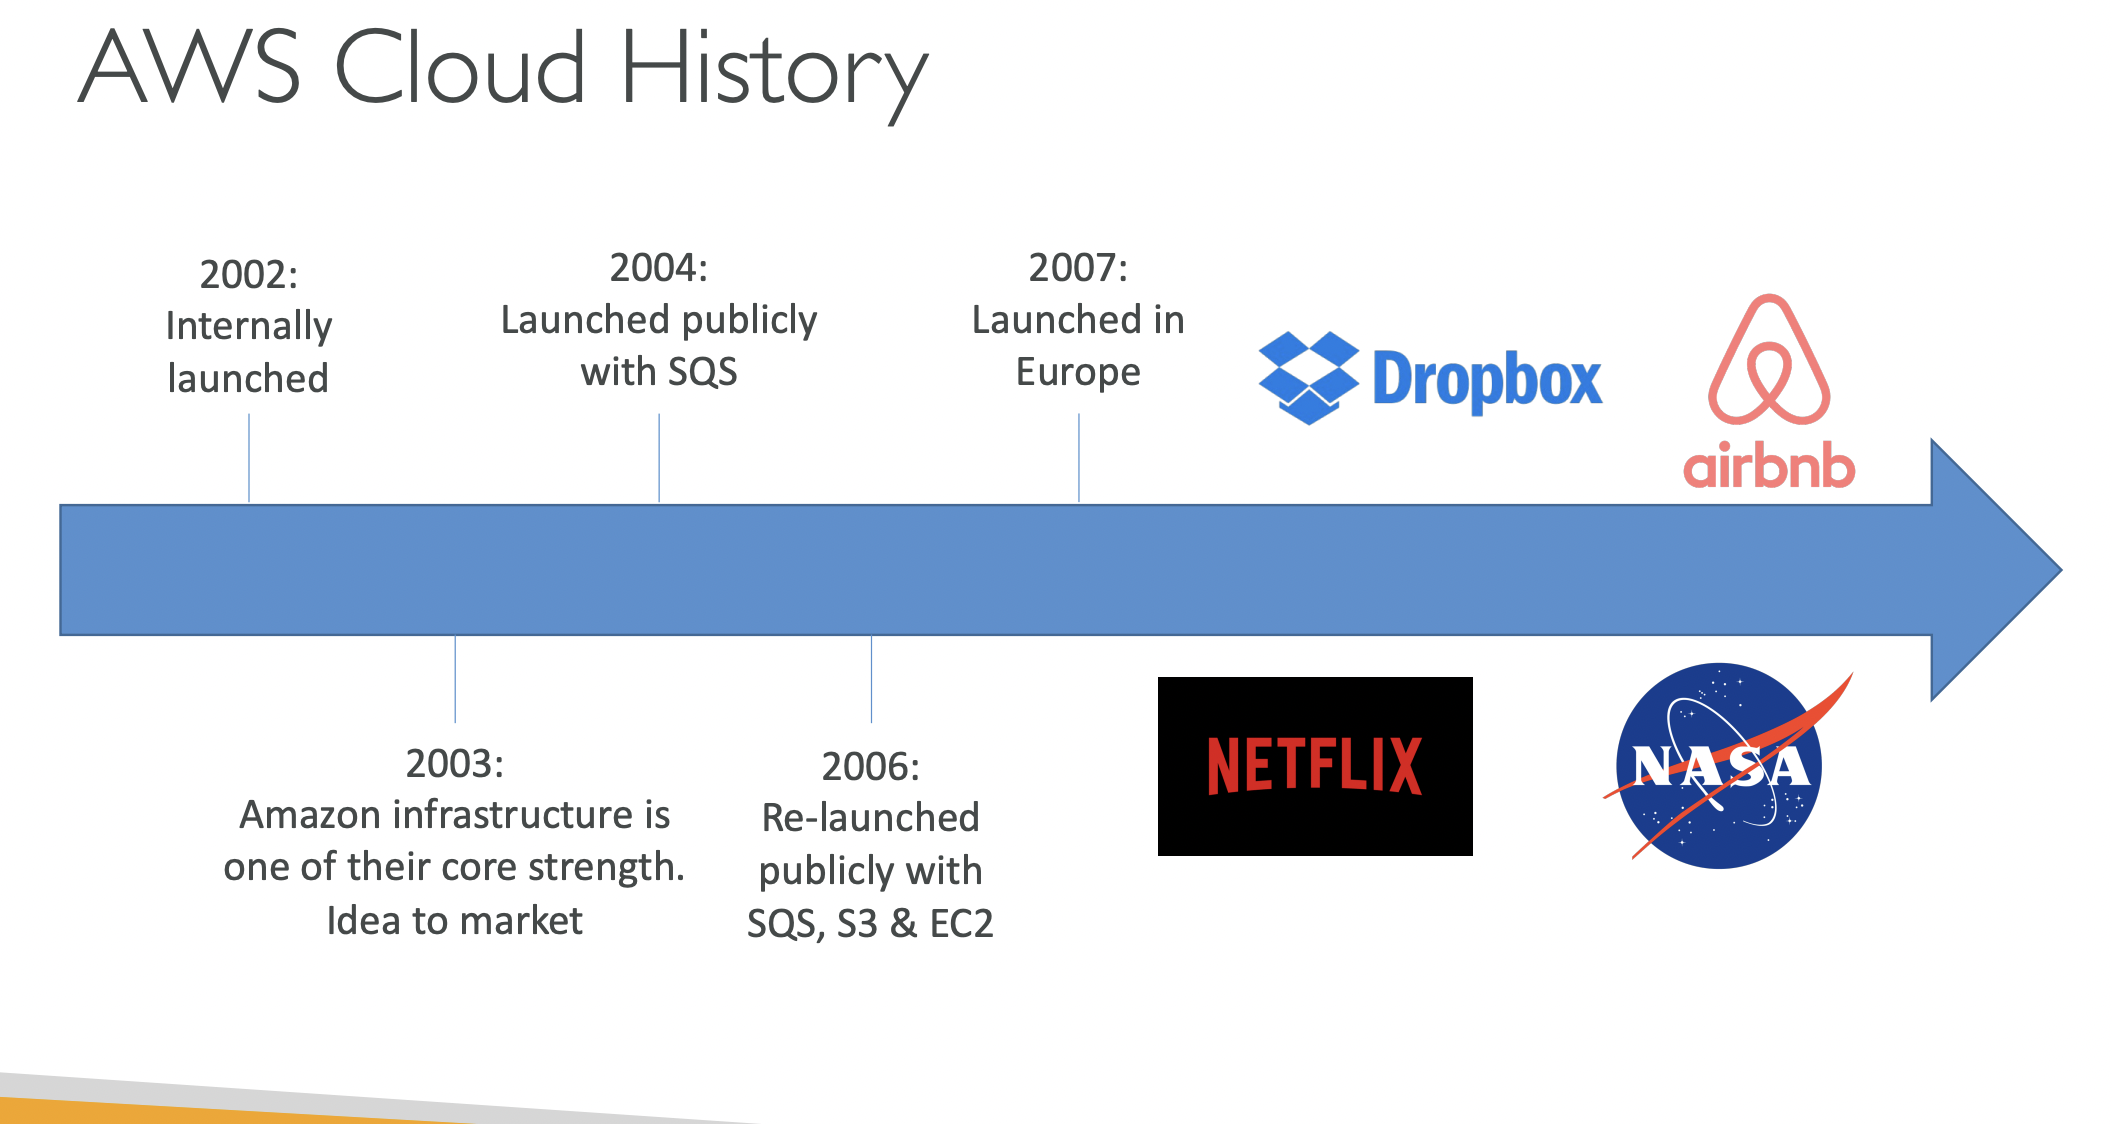 AWS Cloud History
2002:
Internally
launched
2004:
Launched publicly
with SQS
2007:
Launched in
Europe
Dropbox
airbnb
2003:
Amazon infrastructure is
one of their core strength.
Idea to market
2006:
Re-launched
publicly with
SQS, S3 & EC2
NETFLIX
NASA